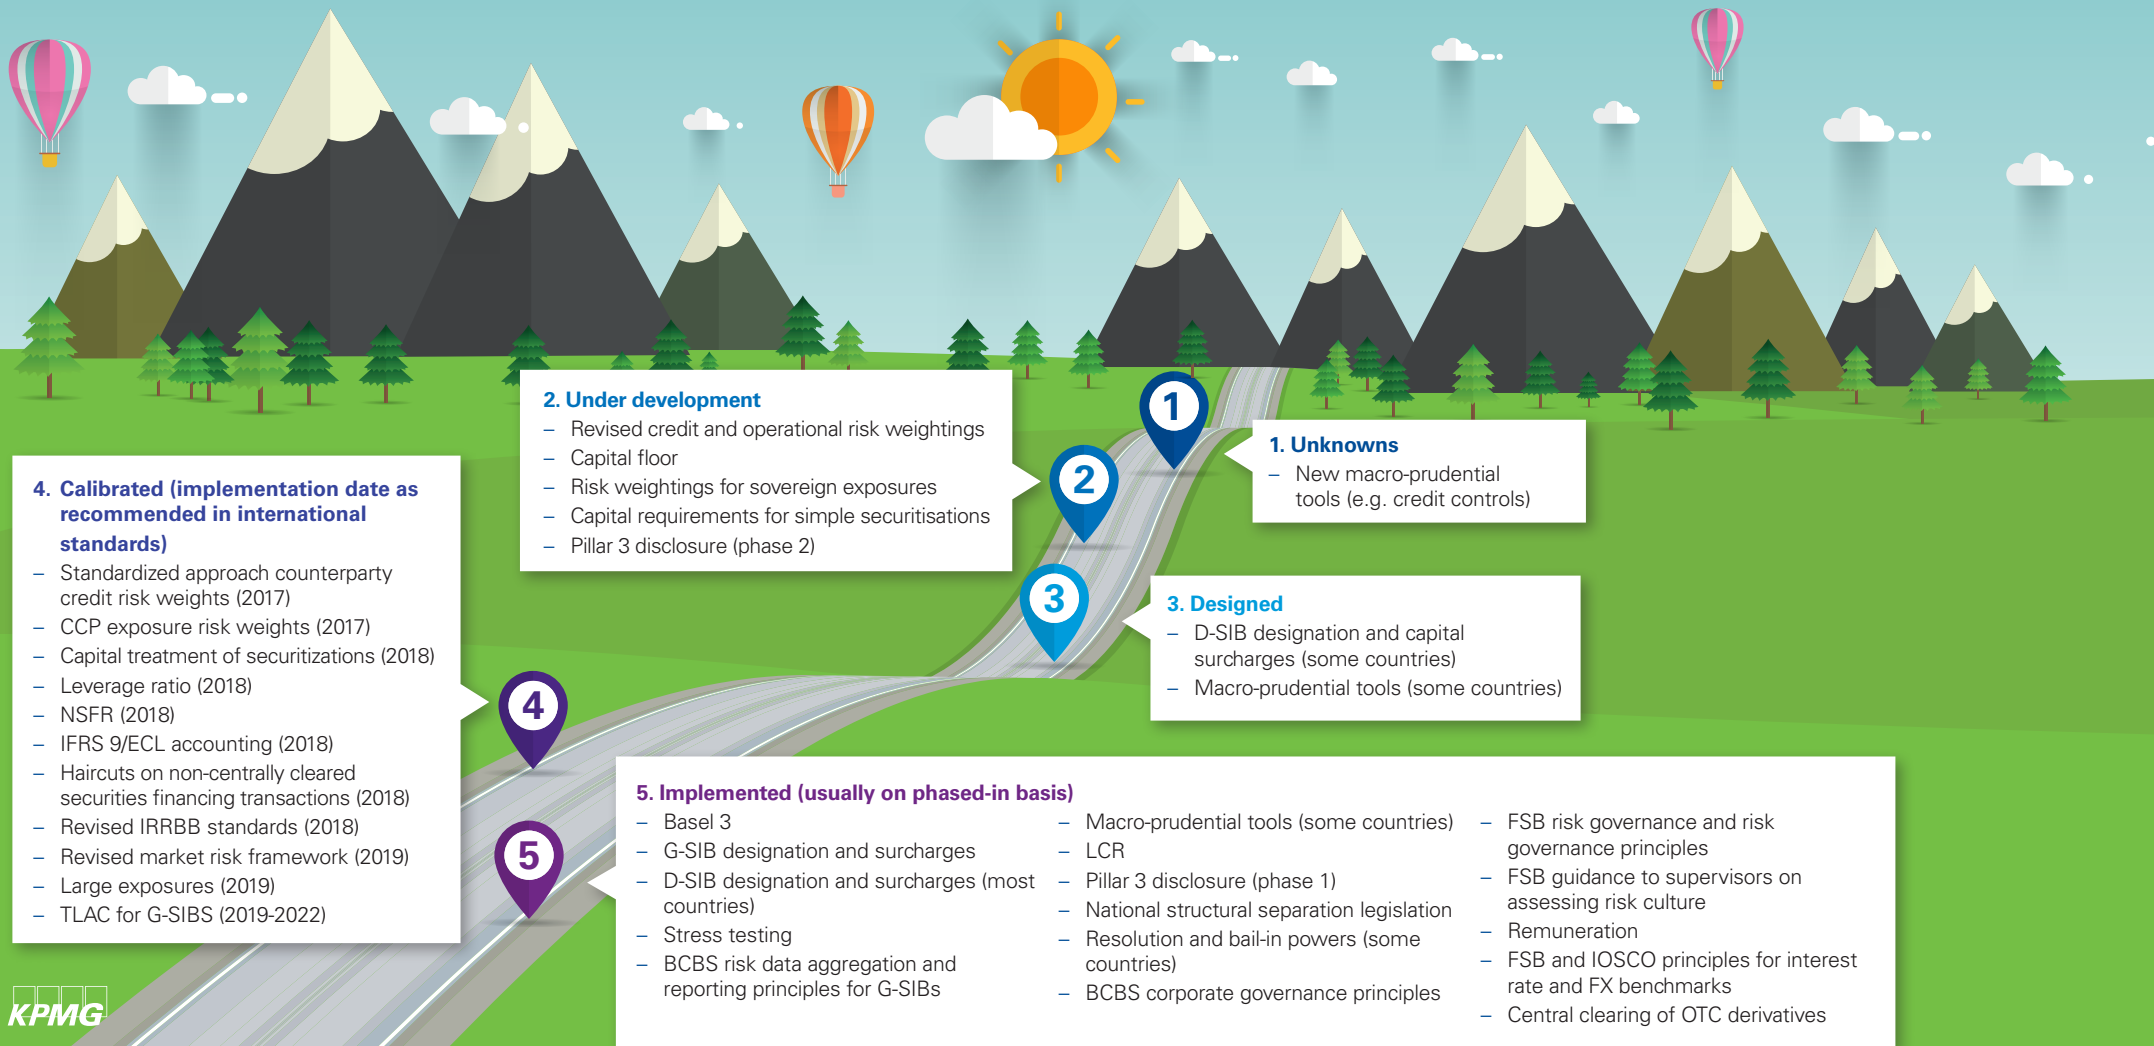 1
2
3
4
5
2. Under development
– Revised credit and operational risk weightings
– Capital floor
– Risk weightings for sovereign exposures
– Capital requirements for simple securitisations
– Pillar 3 disclosure (phase 2)
1. Unknowns
– New macro-prudential
tools (e.g. credit controls)
4. Calibrated (implementation date as
recommended in international
standards)
– Standardized approach counterparty
credit risk weights (2017)
– CCP exposure risk weights (2017)
– Capital treatment of securitizations (2018)
– Leverage ratio (2018)
– NSFR (2018)
– IFRS 9/ECL accounting (2018)
– Haircuts on non-centrally cleared
securities financing transactions (2018)
– Revised IRRBB standards (2018)
– Revised market risk framework (2019)
– Large exposures (2019)
– TLAC for G-SIBS (2019-2022)
3. Designed
– D-SIB designation and capital
surcharges (some countries)
– Macro-prudential tools (some countries)
5. Implemented (usually on phased-in basis)
– Basel 3
– G-SIB designation and surcharges
– D-SIB designation and surcharges (most
countries)
– Stress testing
– BCBS risk data aggregation and
reporting principles for G-SIBs
– Macro-prudential tools (some countries)
– LCR
– Pillar 3 disclosure (phase 1)
– National structural separation legislation
– Resolution and bail-in powers (some
countries)
– BCBS corporate governance principles
– FSB risk governance and risk
governance principles
– FSB guidance to supervisors on
assessing risk culture
– Remuneration
– FSB and IOSCO principles for interest
rate and FX benchmarks
– Central clearing of OTC derivatives
KPMG